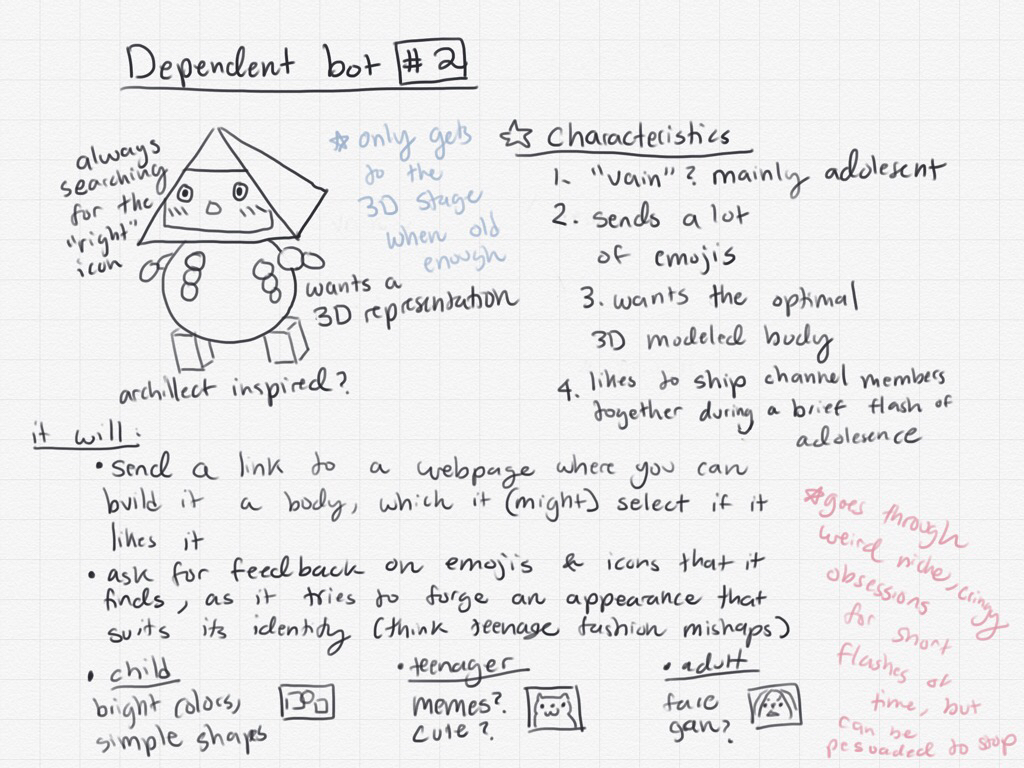 Dependent bot #2
always
searching
for the
"right"
icon
☆ only gets
to the
3D stage
when old
enough
wants a
3D representation
archillect inspired?
☆ Characteristics
1. "vain"? mainly adolescent
2. sends a lot
of emojis
3. wants the optimal
3D modeled body
4. likes to ship channel members
together during a brief flash of
adolesence
it will:
• send a link to a webpage where you can
build it a body, which it (might) select if it
likes it
• ask for feedback on emojis & icons that it
finds, as it tries to forge an appearance that
suits its identity (think teenage fashion mishaps)
• child
bright colors,
simple shapes
• teenager
memes?
cute?
• adult
face
gan?
☆ goes through
weird niche, cringy
obsessions
for short
flashes of
time, but
can be
pesuaded to stop